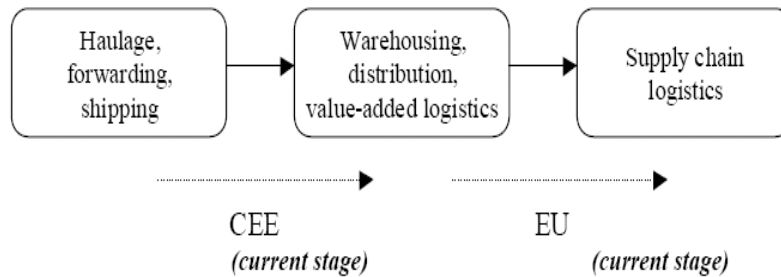 Haulage,
forwarding,
shipping
Warehousing,
distribution,
value-added logistics
Supply chain
logistics
CEE
(current stage)
EU
(current stage)